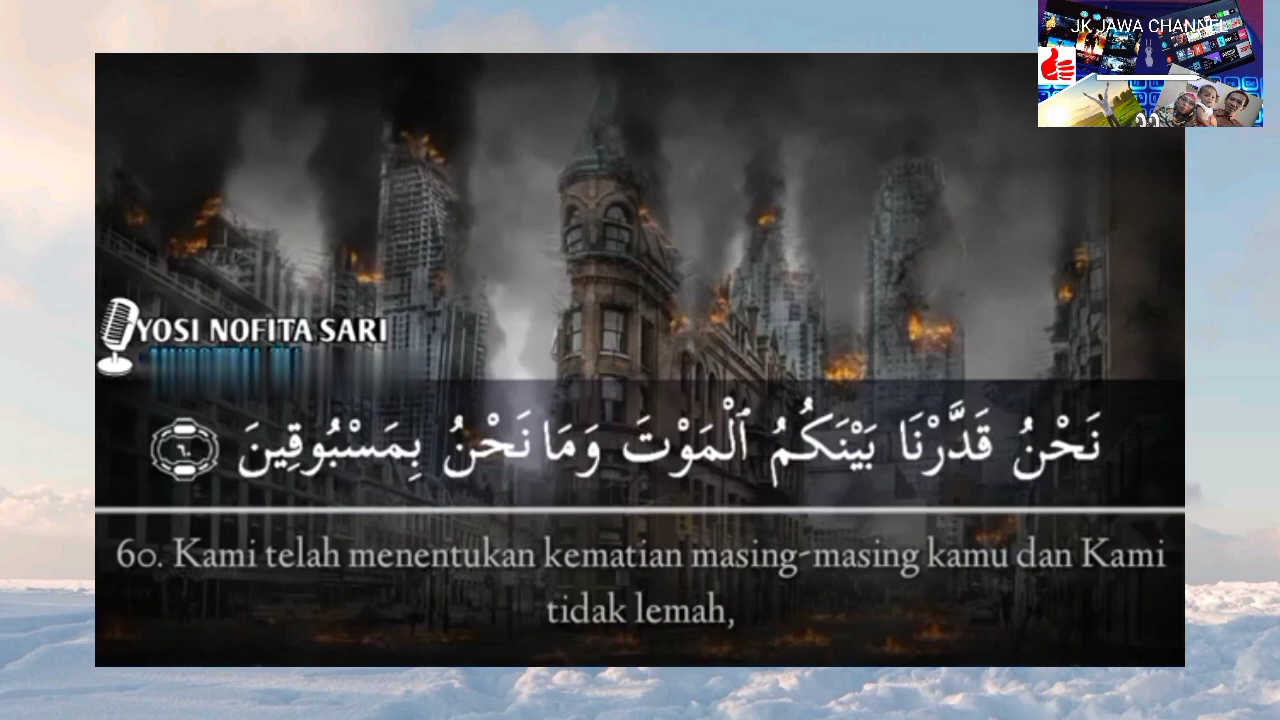 JK JAWA CHANNEL
YOSI NOFITA SARI
نَحْنُ قَدَّرْنَا بَيْنَكُمُ ٱلْمَوْتَ وَمَا نَحْنُ بِمَسْبُوقِينَ ٦٠
60. Kami telah menentukan kematian masing-masing kamu dan Kami
tidak lemah,